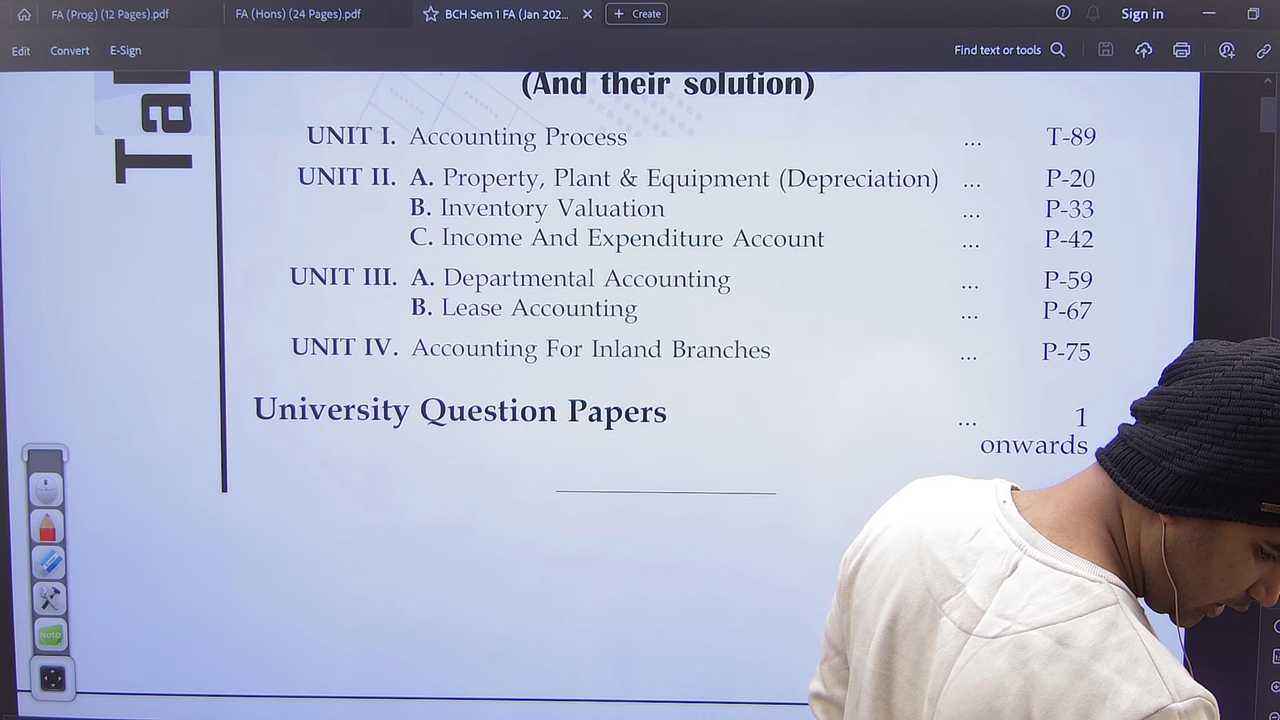 FA (Prog) (12 Pages).pdf
FA (Hons) (24 Pages).pdf
BCH Sem 1 FA (Jan 202...
+ Create
Sign in
Edit
Convert
E-Sign
Find text or tools
(And their solution)
UNIT I. Accounting Process ... T-89
UNIT II. A. Property, Plant & Equipment (Depreciation) ... P-20
B. Inventory Valuation ... P-33
C. Income And Expenditure Account ... P-42
UNIT III. A. Departmental Accounting ... P-59
B. Lease Accounting ... P-67
UNIT IV. Accounting For Inland Branches ... P-75
University Question Papers ... 1
onwards
Note